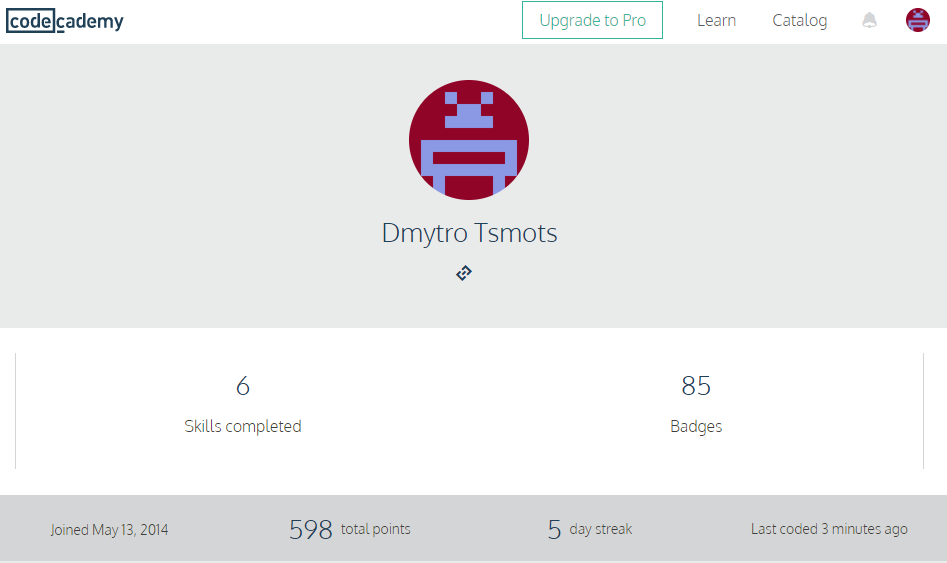 codecademy
Upgrade to Pro
Learn
Catalog
Dmytro Tsmots
6
Skills completed
85
Badges
Joined May 13, 2014
598 total points
5 day streak
Last coded 3 minutes ago